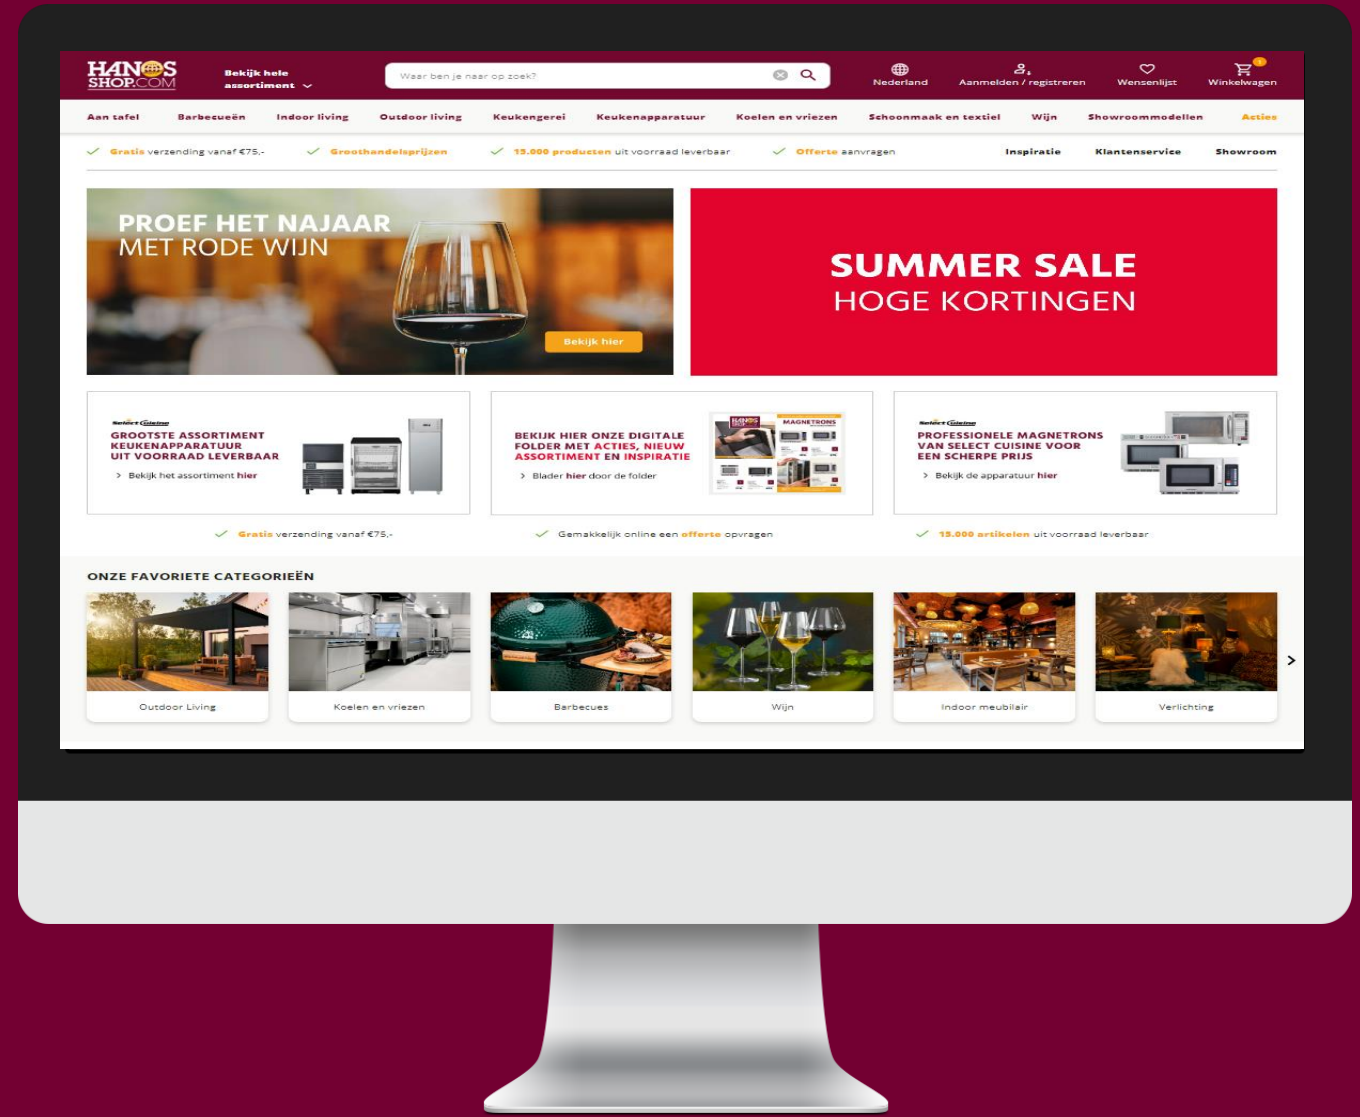 HANOS
SHOP.COM
Bekijk hele
assortiment
Waar ben je naar op zoek?
Nederland
Aanmelden / registreren
Wensenlijst
Winkelwagen
Aan tafel
Barbecueën
Indoor living
Outdoor living
Keukengerei
Keukenapparatuur
Koelen en vriezen
Schoonmaak en textiel
Wijn
Showroommodellen
Acties
Gratis verzending vanaf €75,-
Groothandelsprijzen
15.000 producten uit voorraad leverbaar
Offerte aanvragen
Inspiratie
Klantenservice
Showroom
PROEF HET NAJAAR
MET RODE WIJN
Bekijk hier
SUMMER SALE
HOGE KORTINGEN
Select Cuisine
GROOTSTE ASSORTIMENT
KEUKENAPPARATUUR
UIT VOORRAAD LEVERBAAR
> Bekijk het assortiment hier
BEKIJK HIER ONZE DIGITALE
FOLDER MET ACTIES, NIEUW
ASSORTIMENT EN INSPIRATIE
> Blader hier door de folder
HANOS
MAGNETRONS
Select Cuisine
PROFESSIONELE MAGNETRONS
VAN SELECT CUISINE VOOR
EEN SCHERPE PRIJS
> Bekijk de apparatuur hier
Gratis verzending vanaf €75,-
Gemakkelijk online een offerte opvragen
15.000 artikelen uit voorraad leverbaar
ONZE FAVORIETE CATEGORIEËN
Outdoor Living
Koelen en vriezen
Barbecues
Wijn
Indoor meubilair
Verlichting